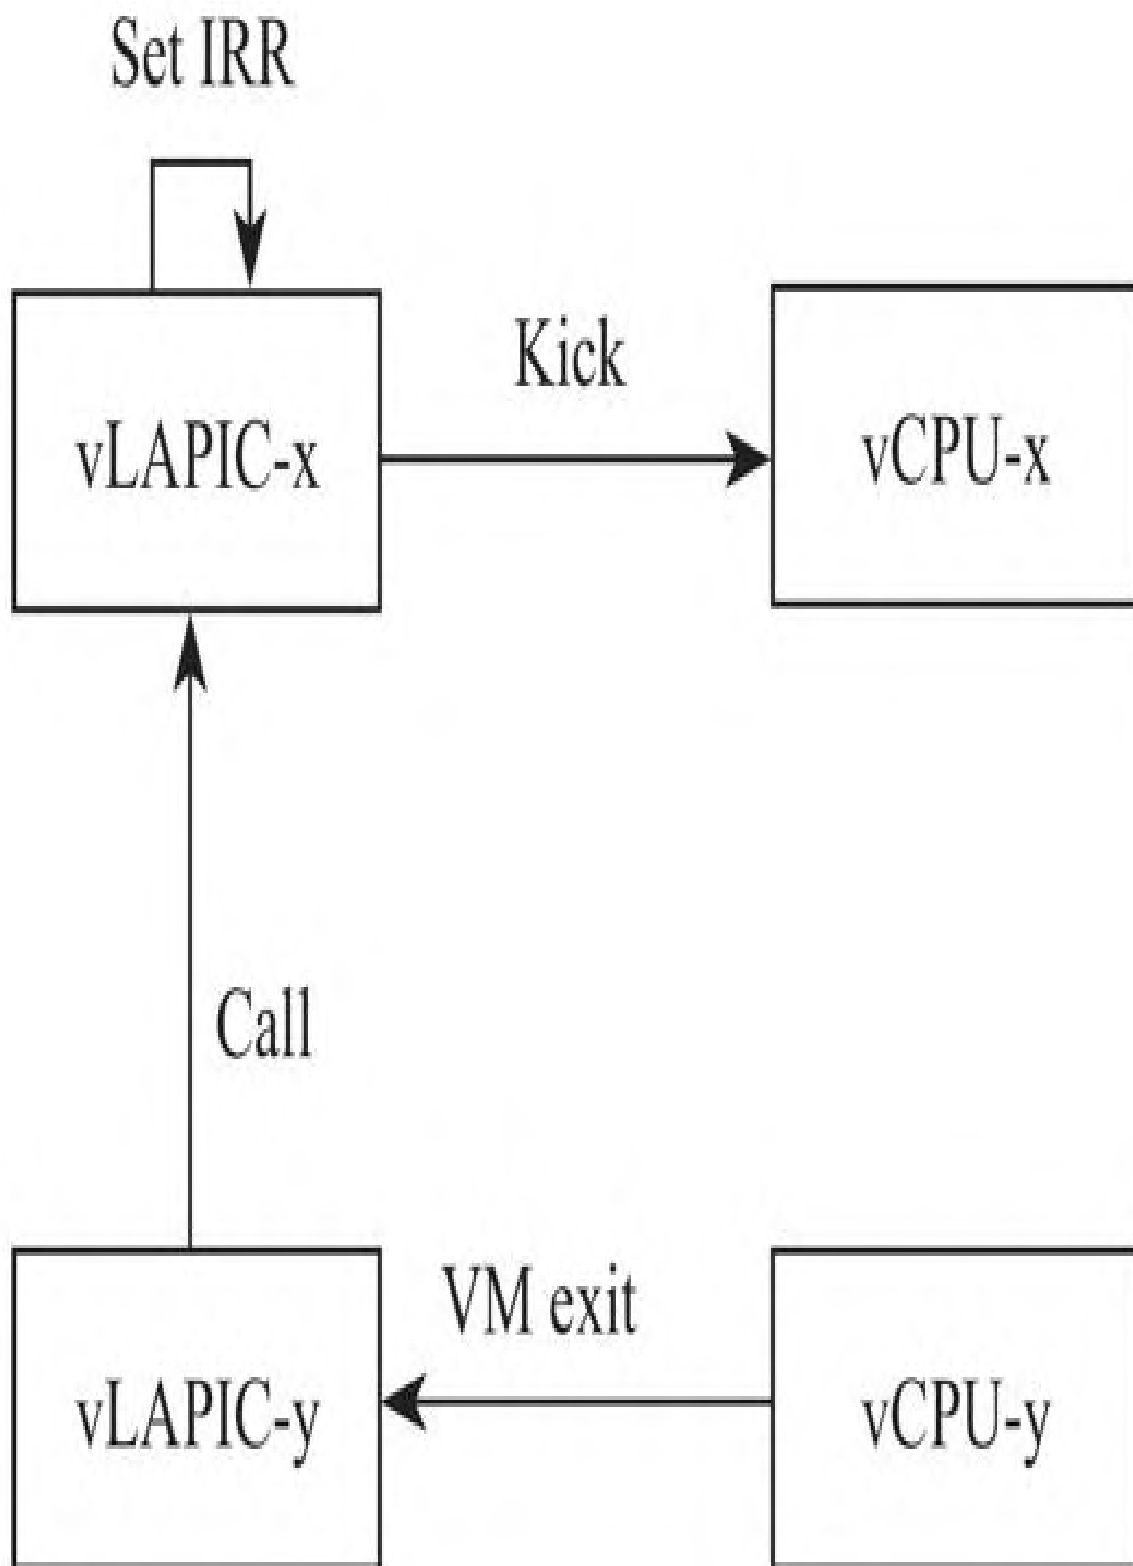 Set IRR
Kick
vLAPIC-x
vCPU-x
Call
VM exit
vLAPIC-y
vCPU-y